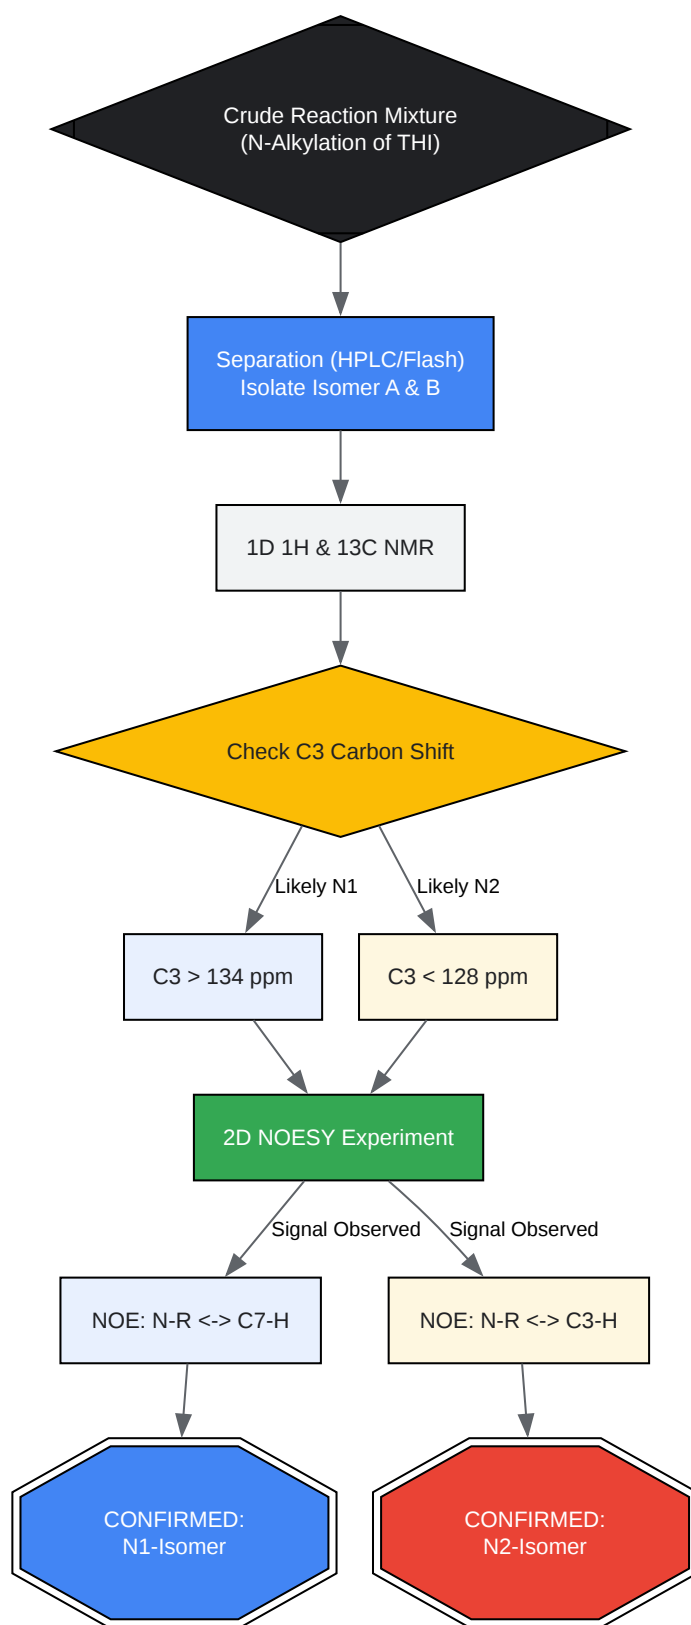 Crude Reaction Mixture
(N-Alkylation of THI)
Separation (HPLC/Flash)
Isolate Isomer A & B
1D 1H & 13C NMR
Check C3 Carbon Shift
Likely N1
Likely N2
C3 > 134 ppm
C3 < 128 ppm
2D NOESY Experiment
Signal Observed
Signal Observed
NOE: N-R <-> C7-H
NOE: N-R <-> C3-H
CONFIRMED:
N1-Isomer
CONFIRMED:
N2-Isomer